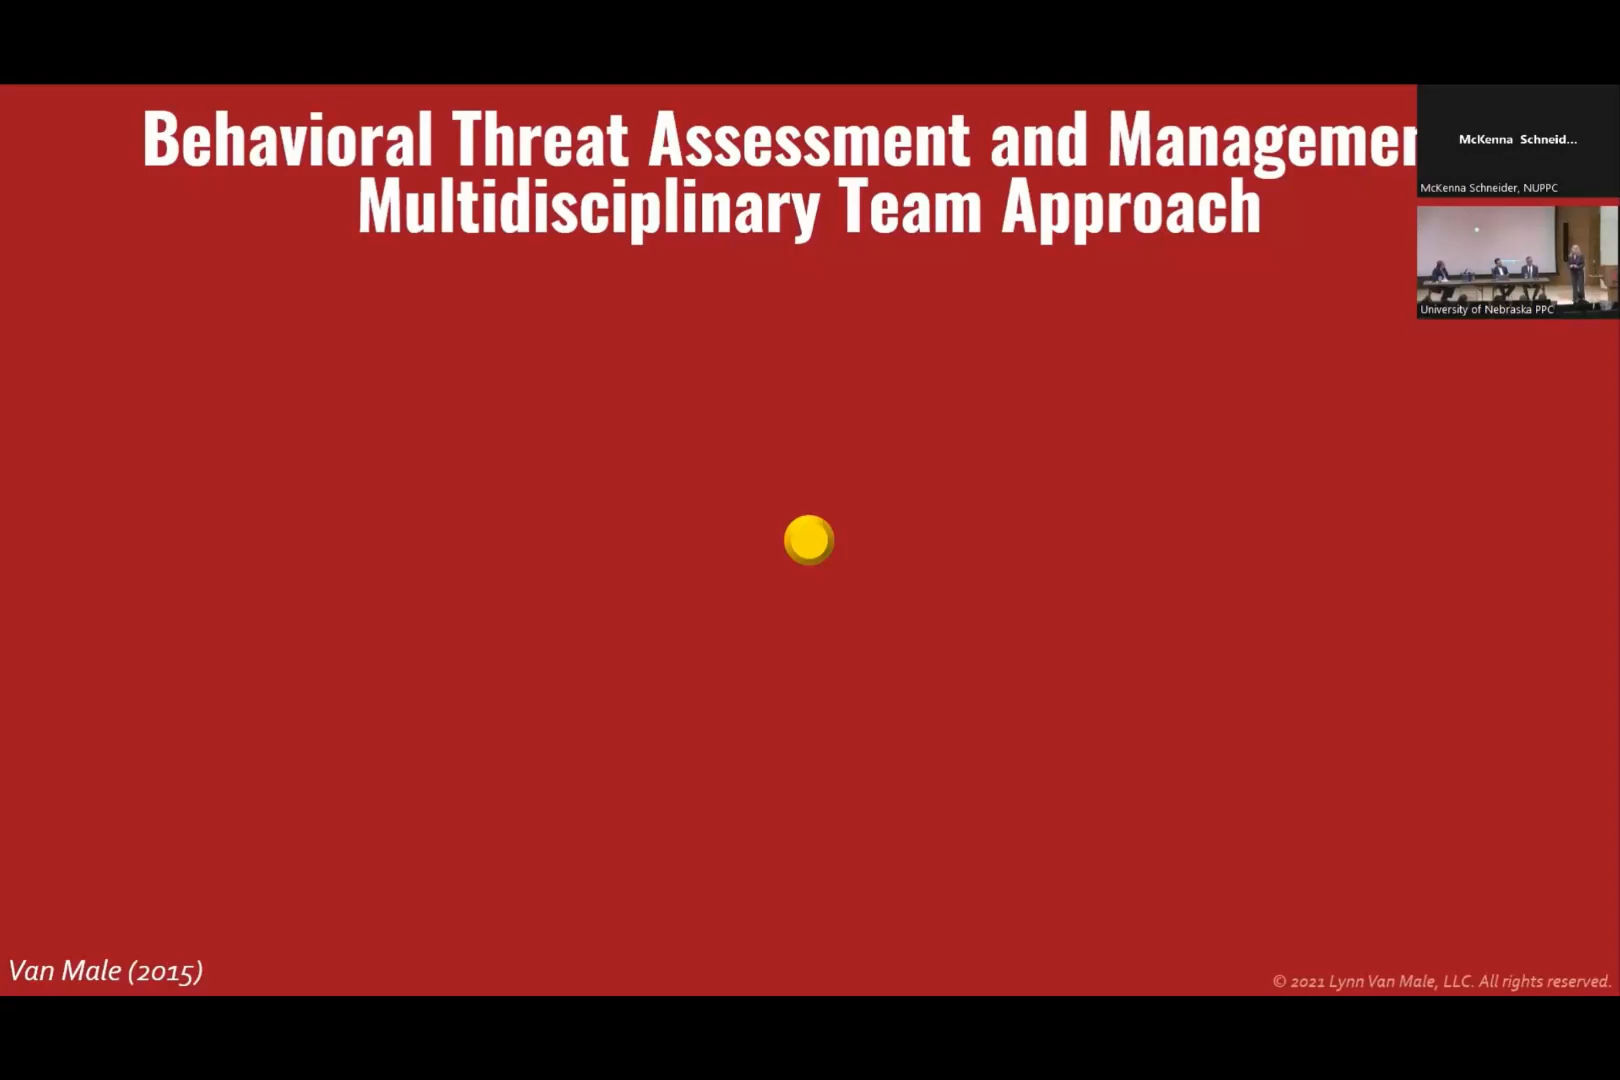 Behavioral Threat Assessment and Managemen
Multidisciplinary Team Approach
McKenna Schneid...
McKenna Schneider, NUPPC
University of Nebraska PPC
Van Male (2015)
© 2021 Lynn Van Male, LLC. All rights reserved.